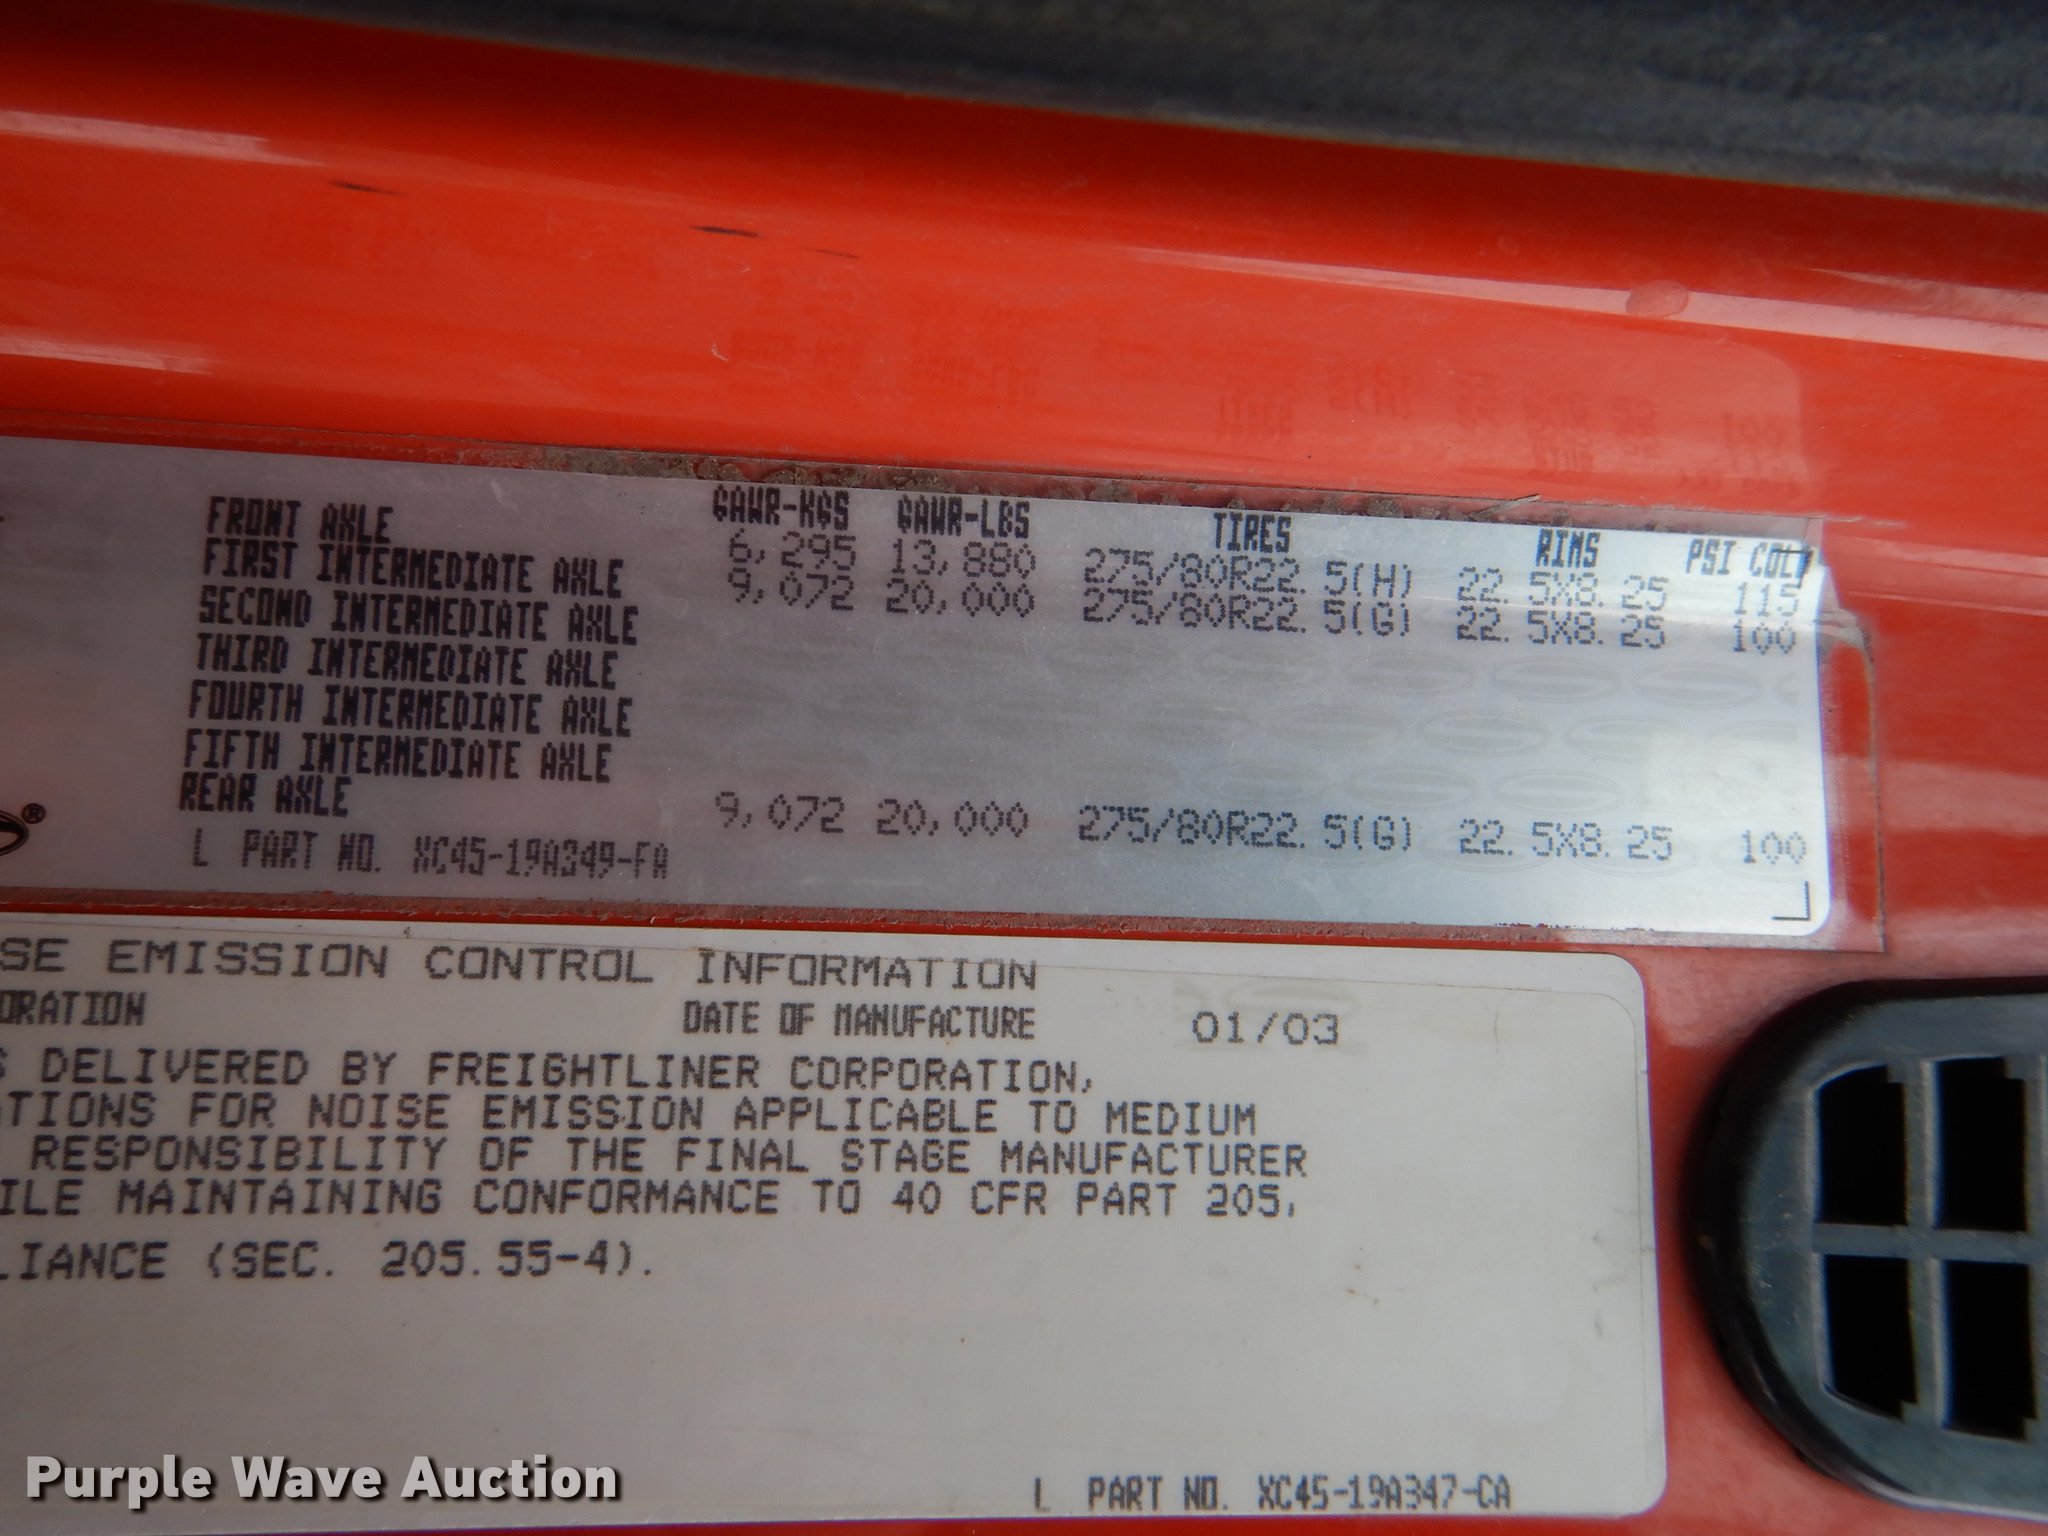 GAWR-KGS GAWR-LBS TIRES RIMS PSI COLD
FRONT AXLE 6,295 13,880 275/80R22.5(H) 22.5X8.25 115
FIRST INTERMEDIATE AXLE 9,072 20,000 275/80R22.5(G) 22.5X8.25 100
SECOND INTERMEDIATE AXLE
THIRD INTERMEDIATE AXLE
FOURTH INTERMEDIATE AXLE
FIFTH INTERMEDIATE AXLE
REAR AXLE 9,072 20,000 275/80R22.5(G) 22.5X8.25 100
®
L PART NO. XC45-19A349-FA
SE EMISSION CONTROL INFORMATION
ORATION DATE OF MANUFACTURE 01/03
S DELIVERED BY FREIGHTLINER CORPORATION,
ATIONS FOR NOISE EMISSION APPLICABLE TO MEDIUM
RESPONSIBILITY OF THE FINAL STAGE MANUFACTURER
ILE MAINTAINING CONFORMANCE TO 40 CFR PART 205,
LIANCE (SEC. 205.55-4).
L PART NO. XC45-19A347-CA
Purple Wave Auction